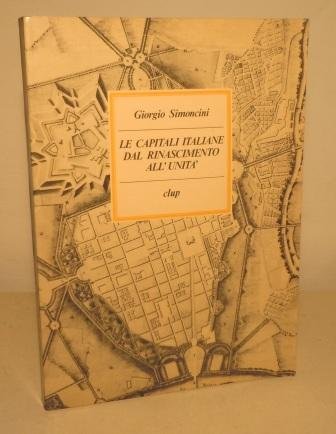 Giorgio Simoncini
LE CAPITALI ITALIANE
DAL RINASCIMENTO
ALL'UNITA'
clup